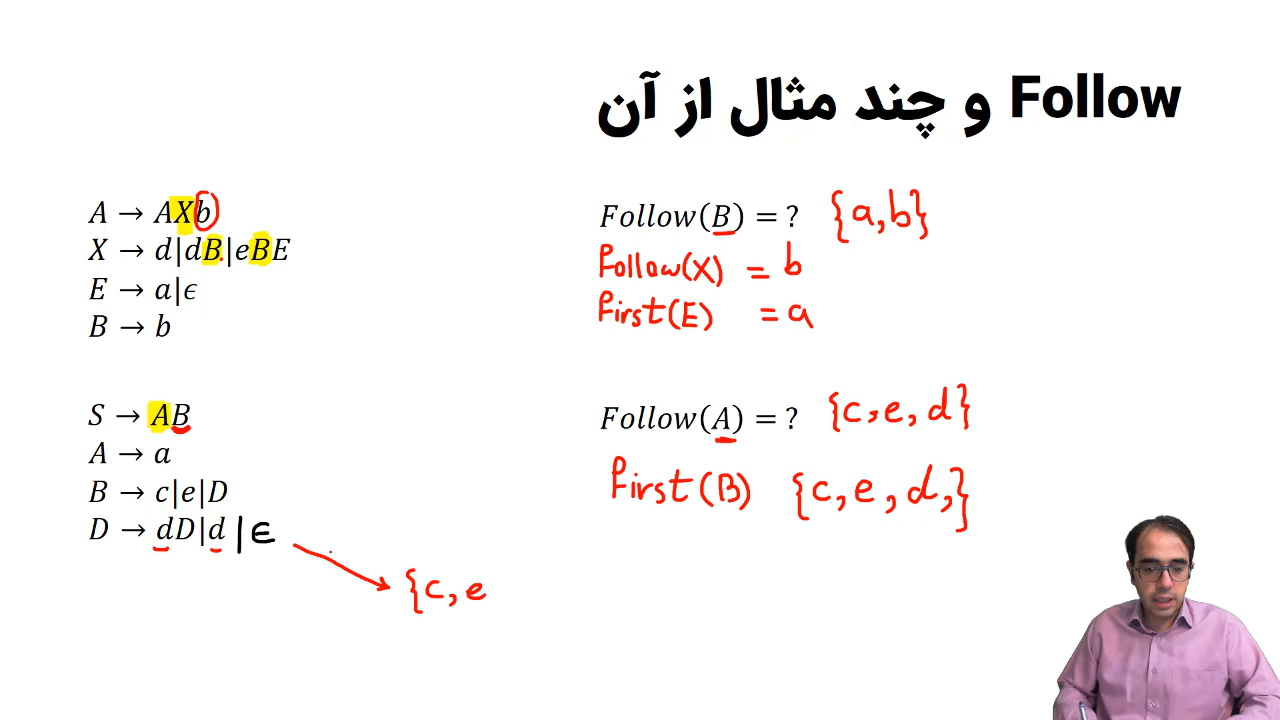 Follow و چند مثال از آن
A → AXb
X → d|dB|eBE
E → a|ϵ
B → b
Follow(B) = ? {a,b}
Follow(X) = b
First(E) = a
S → AB
A → a
B → c|e|D
D → dD|d |ϵ
{c, e
Follow(A) = ? {c,e,d}
First(B) {c,e,d,}